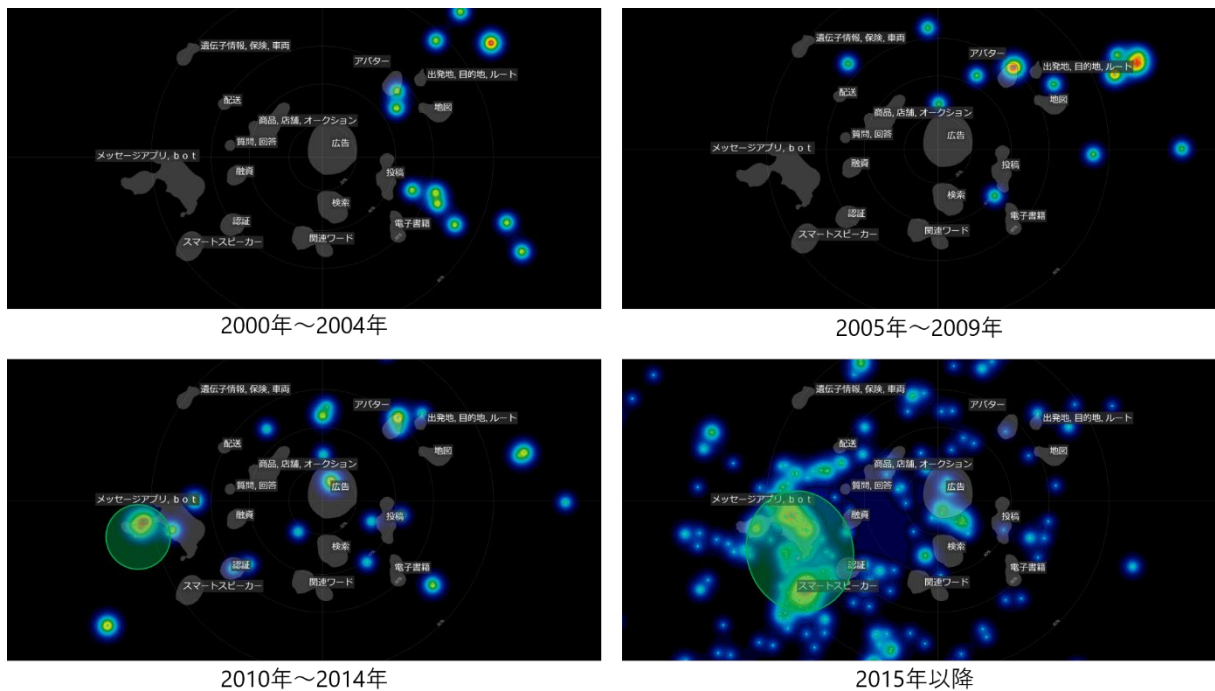 遺伝子情報, 保険, 車両
アバター
出発地, 目的地, ルート
配送
地図
商品, 店舗, オークション
広告
質問, 回答
メッセージアプリ, ｂｏｔ
融資
投稿
検索
認証
電子書籍
スマートスピーカー
関連ワード
2000年～2004年
遺伝子情報, 保険, 車両
アバター
出発地, 目的地, ルート
配送
地図
商品, 店舗, オークション
広告
質問, 回答
メッセージアプリ, ｂｏｔ
融資
投稿
検索
認証
電子書籍
スマートスピーカー
関連ワード
2005年～2009年
遺伝子情報, 保険, 車両
アバター
出発地, 目的地, ルート
配送
地図
商品, 店舗, オークション
広告
質問, 回答
メッセージアプリ, ｂｏｔ
融資
投稿
検索
認証
電子書籍
スマートスピーカー
関連ワード
2010年～2014年
遺伝子情報, 保険, 車両
アバター
出発地, 目的地, ルート
配送
地図
商品, 店舗, オークション
広告
質問, 回答
メッセージアプリ, ｂｏｔ
融資
投稿
検索
認証
電子書籍
スマートスピーカー
関連ワード
2015年以降